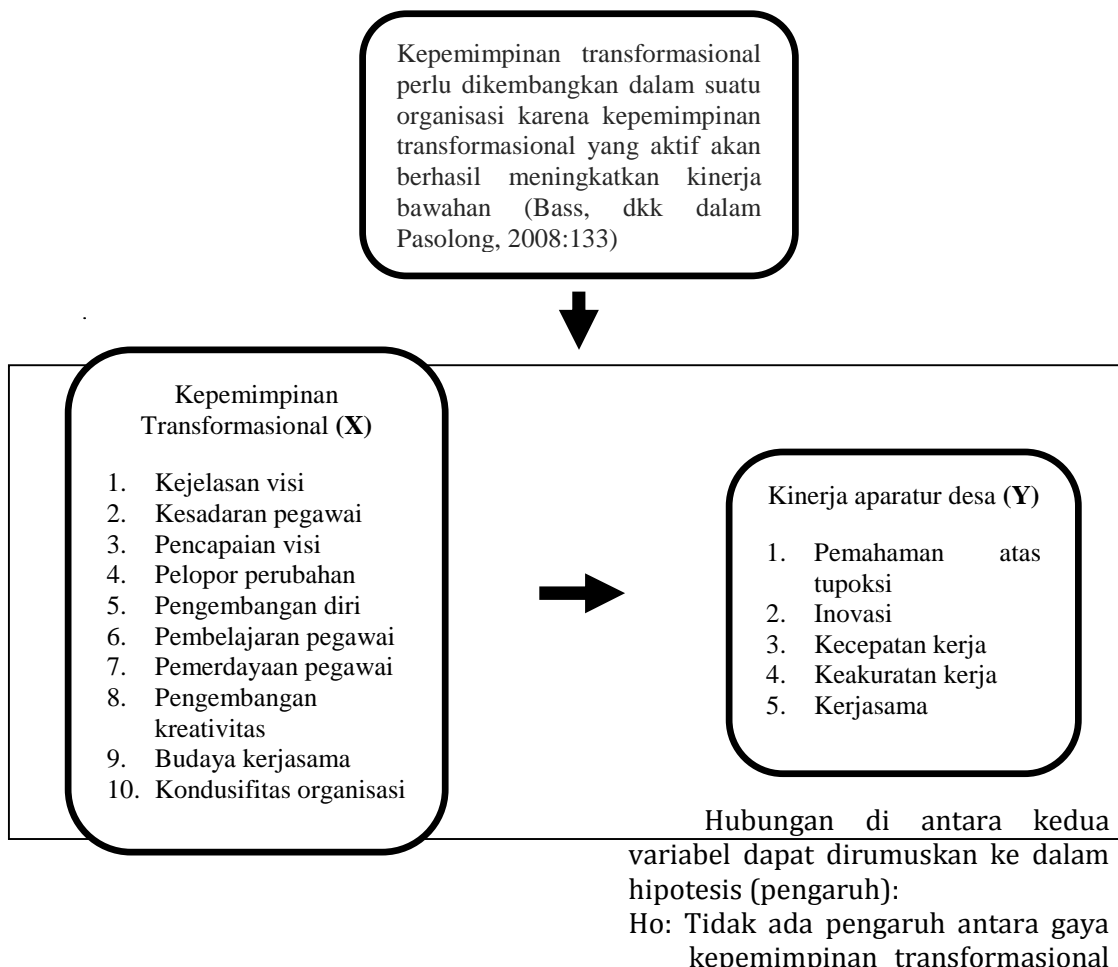 Kepemimpinan transformasional
perlu dikembangkan dalam suatu
organisasi karena kepemimpinan
transformasional yang aktif akan
berhasil meningkatkan kinerja
bawahan (Bass, dkk dalam
Pasolong, 2008:133)
.
Kepemimpinan
Transformasional (X)
1. Kejelasan visi
2. Kesadaran pegawai
3. Pencapaian visi
4. Pelopor perubahan
5. Pengembangan diri
6. Pembelajaran pegawai
7. Pemerdayaan pegawai
8. Pengembangan
kreativitas
9. Budaya kerjasama
10. Kondusifitas organisasi
Kinerja aparatur desa (Y)
1. Pemahaman atas
tupoksi
2. Inovasi
3. Kecepatan kerja
4. Keakuratan kerja
5. Kerjasama
Hubungan di antara kedua
variabel dapat dirumuskan ke dalam
hipotesis (pengaruh):
Ho: Tidak ada pengaruh antara gaya
kepemimpinan transformasional